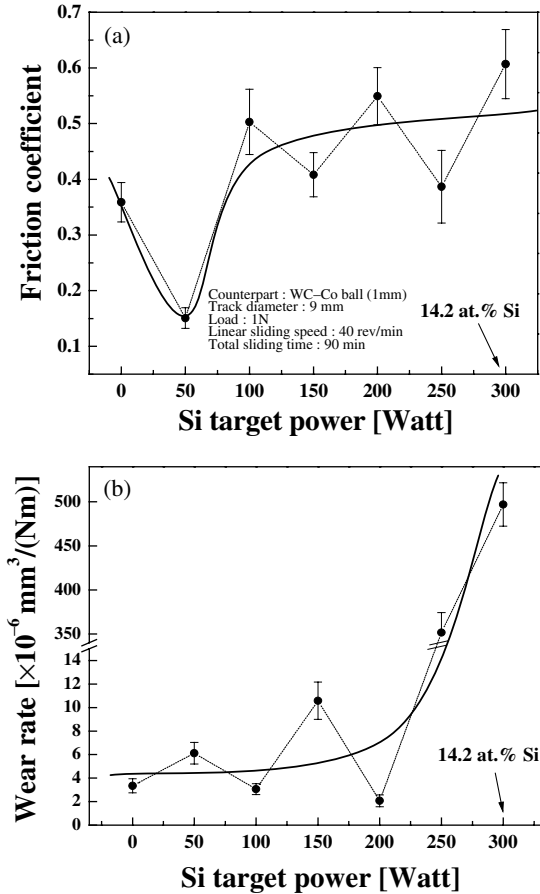 (a)
0.6
0.5
0.4
0.3
0.2
0.1
Friction coefficient
Counterpart : WC–Co ball (1mm)
Track diameter : 9 mm
Load : 1N
Linear sliding speed : 40 rev/min
Total sliding time : 90 min
14.2 at.% Si
0 50 100 150 200 250 300
Si target power [Watt]
(b)
500
450
400
350
14
12
10
8
6
4
2
0
Wear rate [×10⁻⁶ mm³/(Nm)]
14.2 at.% Si
0 50 100 150 200 250 300
Si target power [Watt]